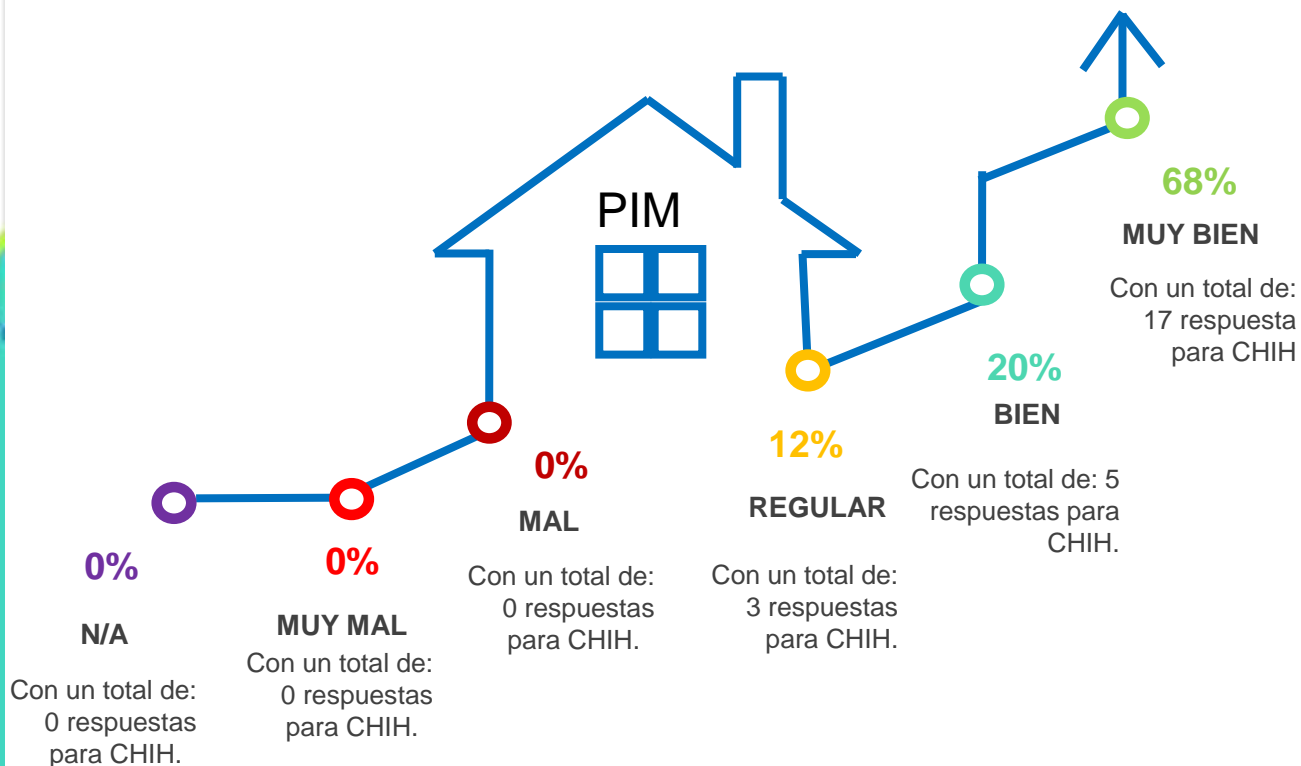 PIM
0%
N/A
Con un total de:
0 respuestas
para CHIH.
0%
MUY MAL
Con un total de:
0 respuestas
para CHIH.
0%
MAL
Con un total de:
0 respuestas
para CHIH.
12%
REGULAR
Con un total de:
3 respuestas
para CHIH.
20%
BIEN
Con un total de: 5
respuestas para
CHIH.
68%
MUY BIEN
Con un total de:
17 respuesta
para CHIH